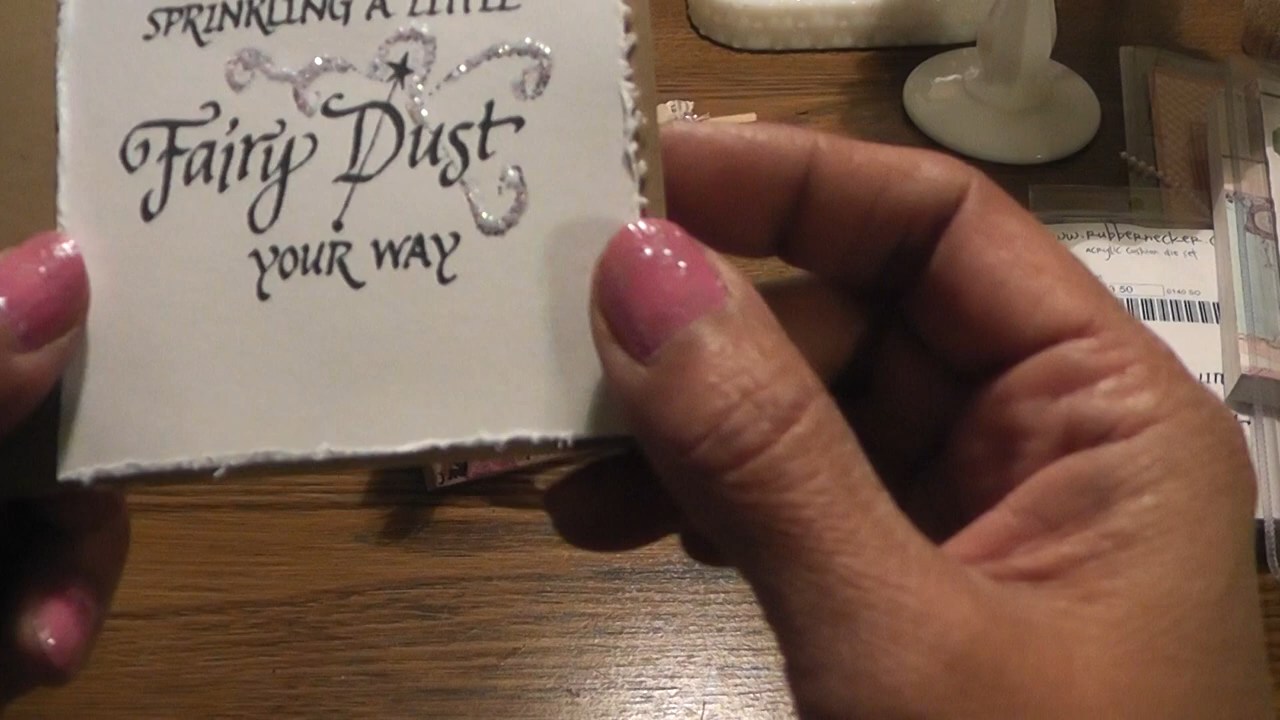 SPRINKLING A LITTLE
Fairy Dust
YOUR WAY
www.rubbernecker.c
ACRYLIC CUSHION DIE SET